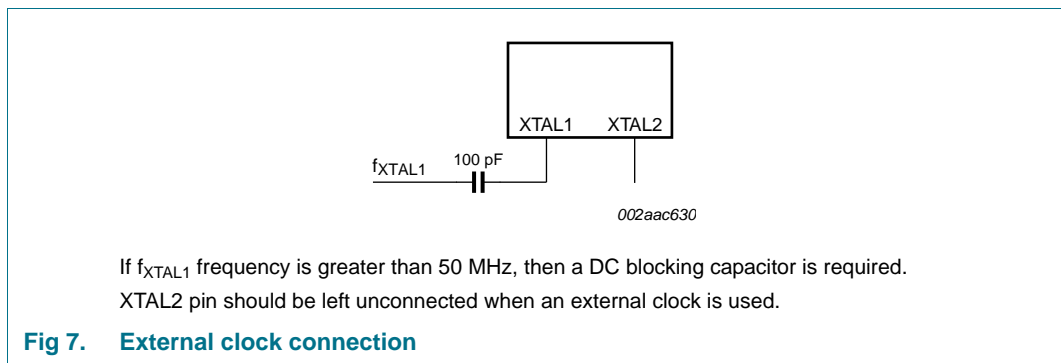 XTAL1 XTAL2
fXTAL1 100 pF
002aac630
If fXTAL1 frequency is greater than 50 MHz, then a DC blocking capacitor is required.
XTAL2 pin should be left unconnected when an external clock is used.
Fig 7. External clock connection